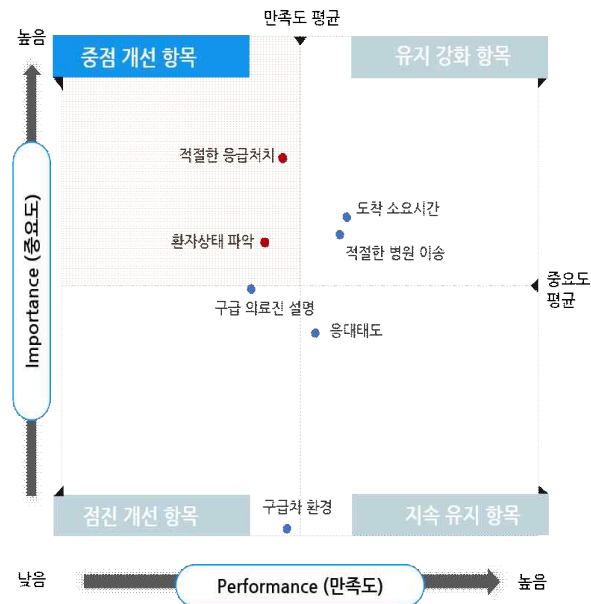 만족도 평균
높음
중점 개선 항목
유지 강화 항목
적절한 응급처치
도착 소요시간
환자상태 파악
적절한 병원 이송
Importance (중요도)
중요도
평균
구급 의료진 설명
응대태도
구급차 환경
점진 개선 항목
지속 유지 항목
낮음
Performance (만족도)
높음